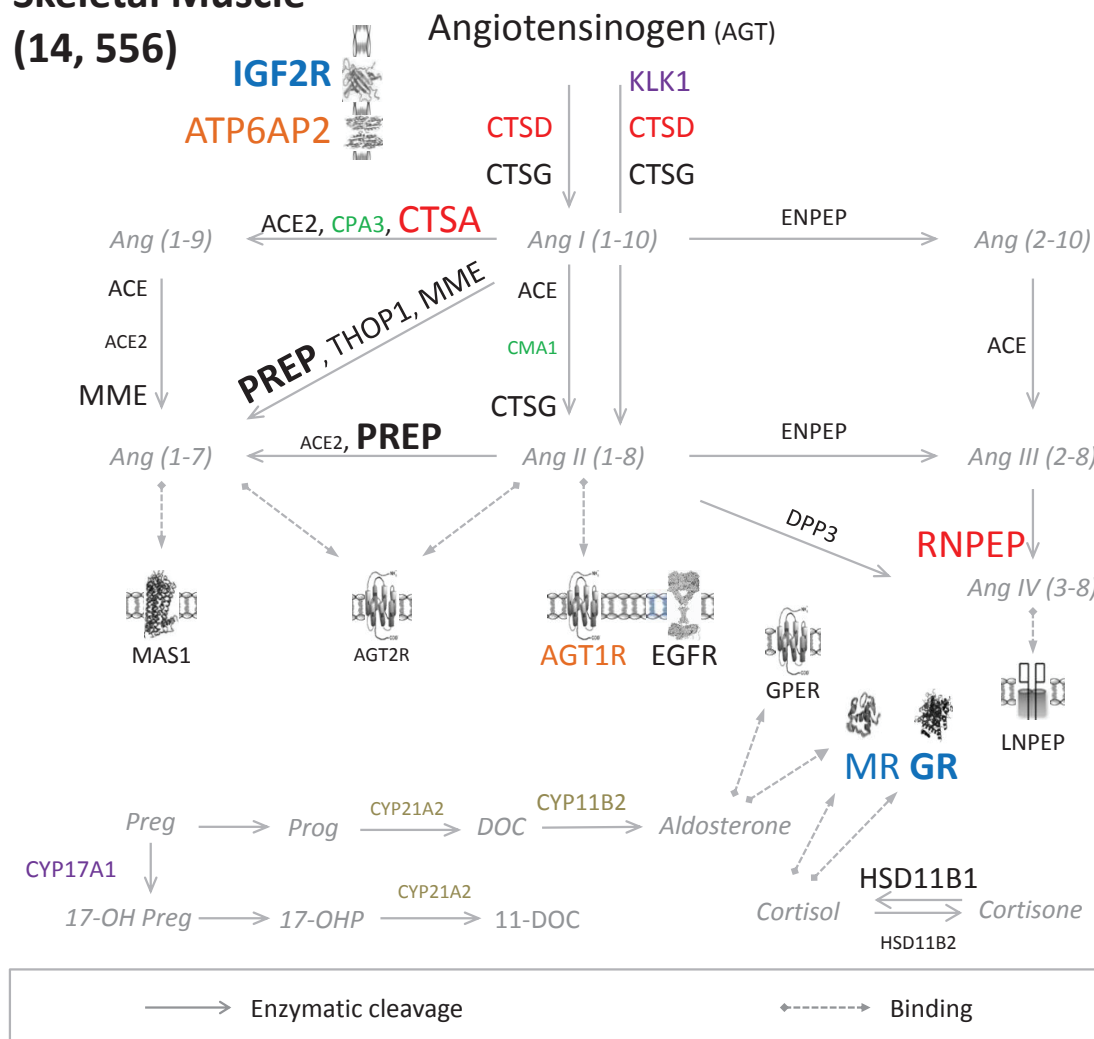 Skeletal Muscle
(14, 556)
Angiotensinogen (AGT)
IGF2R
ATP6AP2
KLK1
CTSD
CTSD
CTSG
CTSG
ACE2, CPA3, CTSA
ENPEP
Ang (1-9)
Ang I (1-10)
Ang (2-10)
ACE
ACE2
MME
PREP, THOP1, MME
ACE
CMA1
CTSG
ACE
ACE2, PREP
ENPEP
Ang (1-7)
Ang II (1-8)
Ang III (2-8)
DPP3
RNPEP
Ang IV (3-8)
MAS1
AGT2R
AGT1R
EGFR
GPER
LNPEP
MR GR
Preg
Prog
CYP21A2
DOC
CYP11B2
Aldosterone
CYP17A1
17-OH Preg
17-OHP
CYP21A2
11-DOC
HSD11B1
Cortisol
Cortisone
HSD11B2
Enzymatic cleavage
Binding